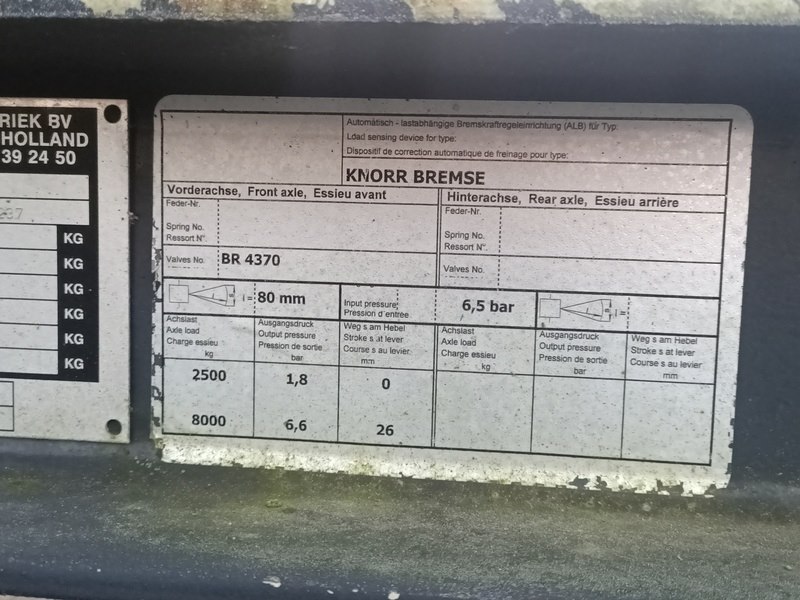 RIEK BV
HOLLAND
39 24 50
KG
KG
KG
KG
KG
KG
Automatisch - lastabhängige Bremskraftregeleinrichtung (ALB) für Typ:
Load sensing device for type:
Dispositif de correction automatique de freinage pour type:
KNORR BREMSE
Vorderachse, Front axle, Essieu avant
Hinterachse, Rear axle, Essieu arrière
Feder-Nr.
Spring No.
Ressort N°.
Feder-Nr.
Spring No.
Ressort N°.
Valves No. BR 4370
Valves No.
l = 80 mm
Input pressure:
Pression d'entrée
6,5 bar
l =
Achslast
Axle load
Charge essieu
kg
Ausgangsdruck
Output pressure
Pression de sortie
bar
Weg s am Hebel
Stroke s at lever
Course s au levier
mm
Achslast
Axle load
Charge essieu
kg
Ausgangsdruck
Output pressure
Pression de sortie
bar
Weg s am Hebel
Stroke s at lever
Course s au levier
mm
2500 1,8 0
8000 6,6 26